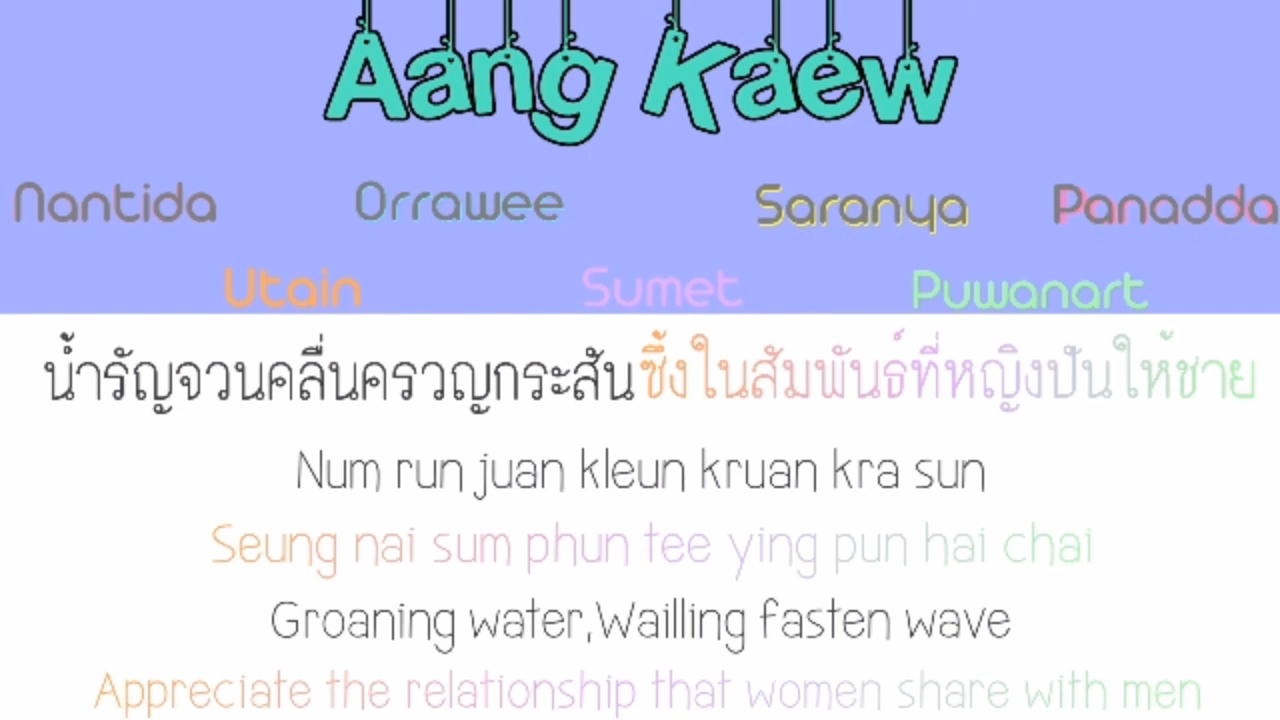 Aang Kaew
Nantida Orrawee Saranya Panadda
Utain Sumet Puwanart
น้ำรัญจวนคลื่นครวญกระสันซึ้งในสัมพันธ์ที่หญิงปันให้ชาย
Num run juan kleun kruan kra sun
Seung nai sum phun tee ying pun hai chai
Groaning water,Wailling fasten wave
Appreciate the relationship that women share with men